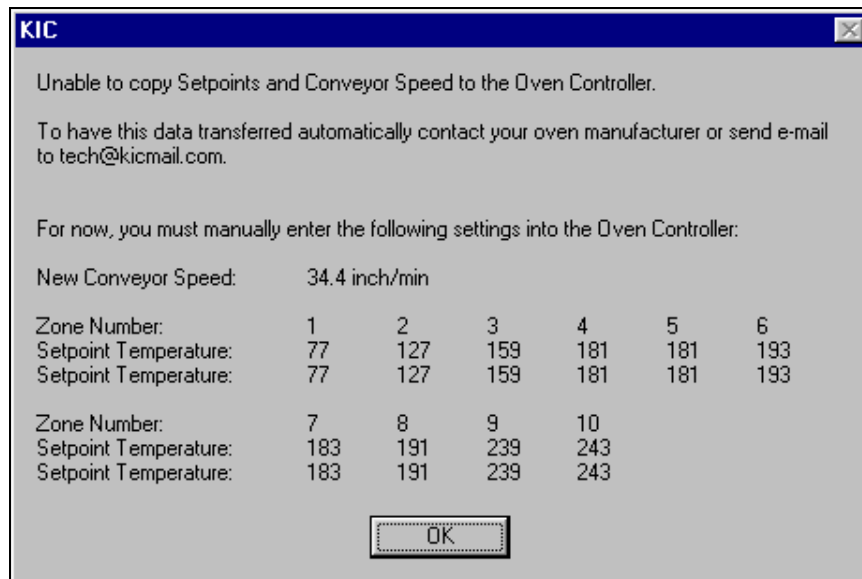 KIC
Unable to copy Setpoints and Conveyor Speed to the Oven Controller.
To have this data transferred automatically contact your oven manufacturer or send e-mail
to tech@kicmail.com.
For now, you must manually enter the following settings into the Oven Controller:
New Conveyor Speed: 34.4 inch/min
Zone Number: 1 2 3 4 5 6
Setpoint Temperature: 77 127 159 181 181 193
Setpoint Temperature: 77 127 159 181 181 193
Zone Number: 7 8 9 10
Setpoint Temperature: 183 191 239 243
Setpoint Temperature: 183 191 239 243
OK